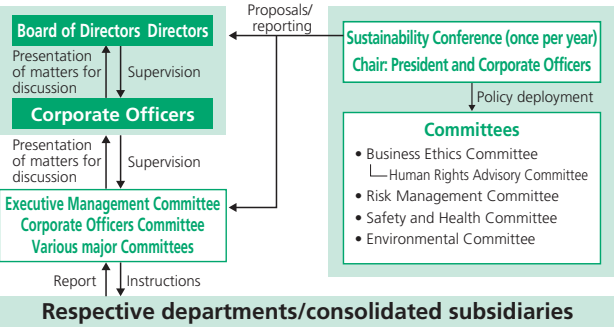 Proposals/
reporting
Board of Directors Directors
Presentation
of matters for
discussion
Supervision
Corporate Officers
Presentation
of matters for
discussion
Supervision
Executive Management Committee
Corporate Officers Committee
Various major Committees
Report
Instructions
Sustainability Conference (once per year)
Chair: President and Corporate Officers
Policy deployment
Committees
• Business Ethics Committee
Human Rights Advisory Committee
• Risk Management Committee
• Safety and Health Committee
• Environmental Committee
Respective departments/consolidated subsidiaries